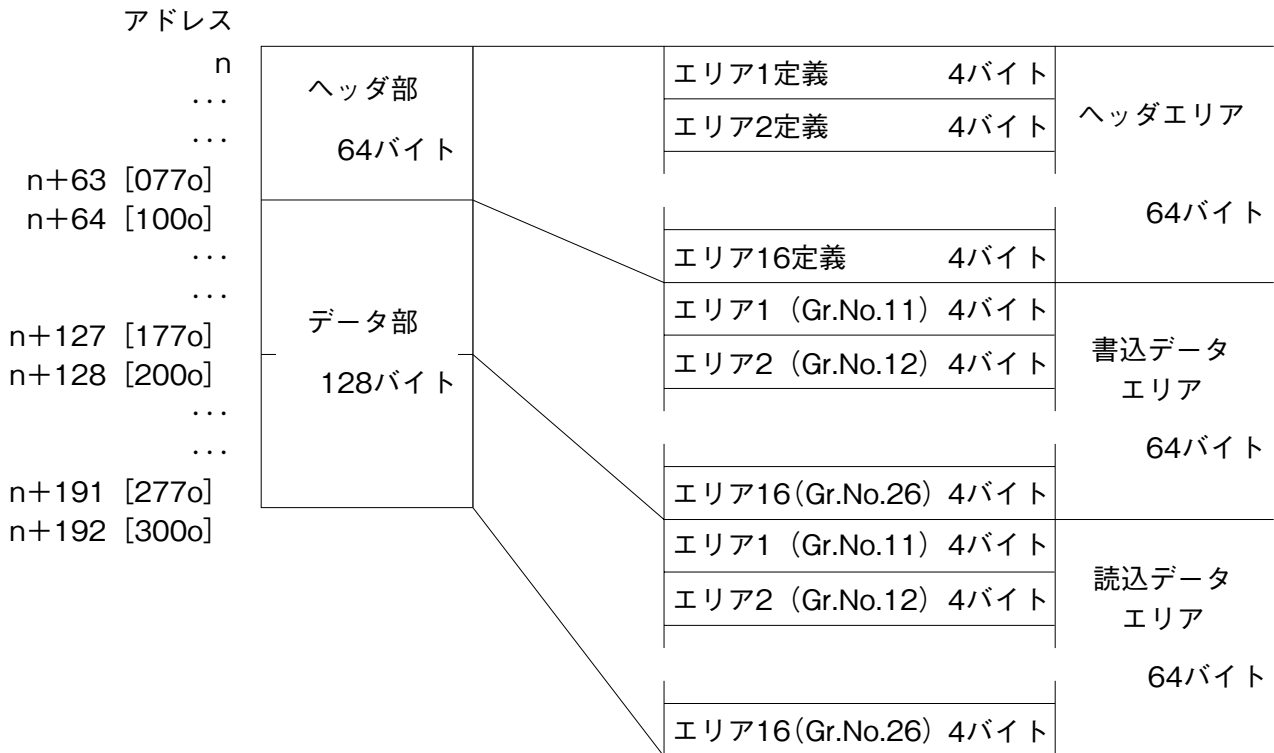 アドレス
n
...
...
n+63 [077o]
n+64 [100o]
...
...
n+127 [177o]
n+128 [200o]
...
...
n+191 [277o]
n+192 [300o]
ヘッダ部
64バイト
データ部
128バイト
エリア1定義 4バイト
エリア2定義 4バイト
エリア16定義 4バイト
エリア1（Gr.No.11）4バイト
エリア2（Gr.No.12）4バイト
エリア16（Gr.No.26）4バイト
エリア1（Gr.No.11）4バイト
エリア2（Gr.No.12）4バイト
エリア16（Gr.No.26）4バイト
ヘッダエリア
64バイト
書込データ
エリア
64バイト
読込データ
エリア
64バイト